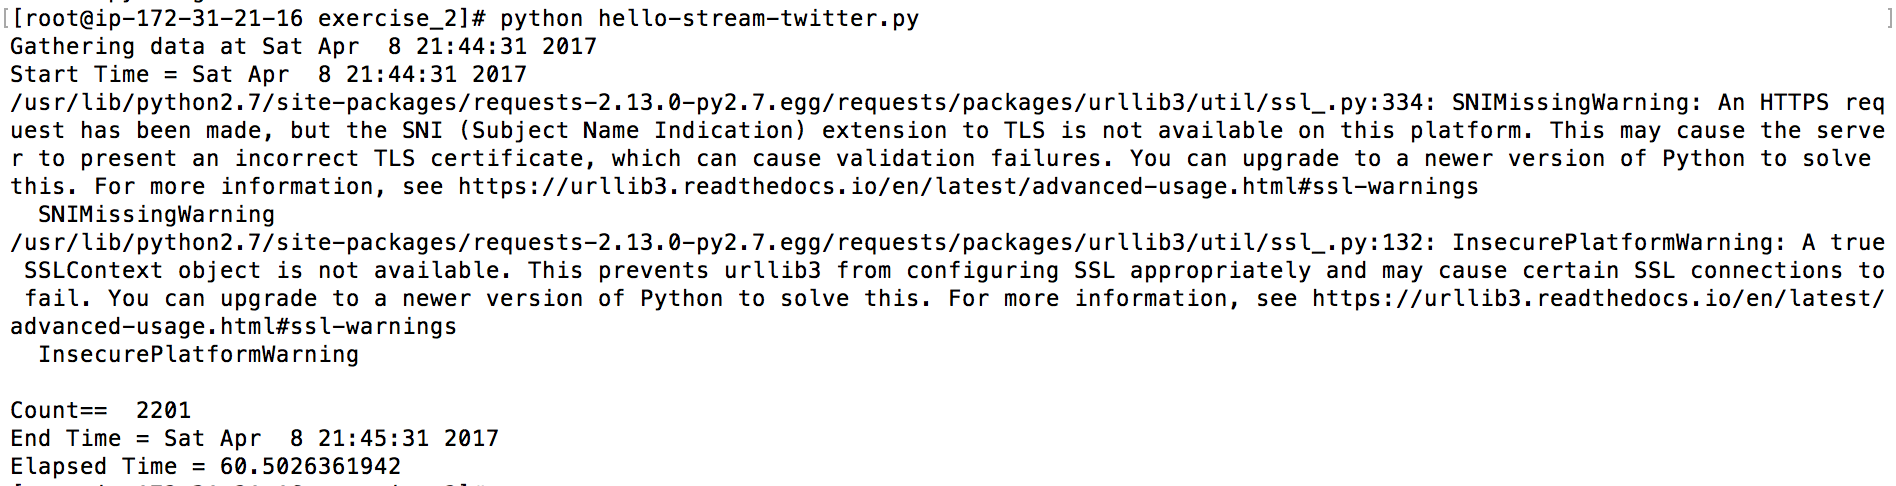 [[root@ip-172-31-21-16 exercise_2]# python hello-stream-twitter.py ]
Gathering data at Sat Apr  8 21:44:31 2017
Start Time = Sat Apr  8 21:44:31 2017
/usr/lib/python2.7/site-packages/requests-2.13.0-py2.7.egg/requests/packages/urllib3/util/ssl_.py:334: SNIMissingWarning: An HTTPS req
uest has been made, but the SNI (Subject Name Indication) extension to TLS is not available on this platform. This may cause the serve
r to present an incorrect TLS certificate, which can cause validation failures. You can upgrade to a newer version of Python to solve
this. For more information, see https://urllib3.readthedocs.io/en/latest/advanced-usage.html#ssl-warnings
  SNIMissingWarning
/usr/lib/python2.7/site-packages/requests-2.13.0-py2.7.egg/requests/packages/urllib3/util/ssl_.py:132: InsecurePlatformWarning: A true
 SSLContext object is not available. This prevents urllib3 from configuring SSL appropriately and may cause certain SSL connections to
 fail. You can upgrade to a newer version of Python to solve this. For more information, see https://urllib3.readthedocs.io/en/latest/
advanced-usage.html#ssl-warnings
  InsecurePlatformWarning
Count==  2201
End Time = Sat Apr  8 21:45:31 2017
Elapsed Time = 60.5026361942